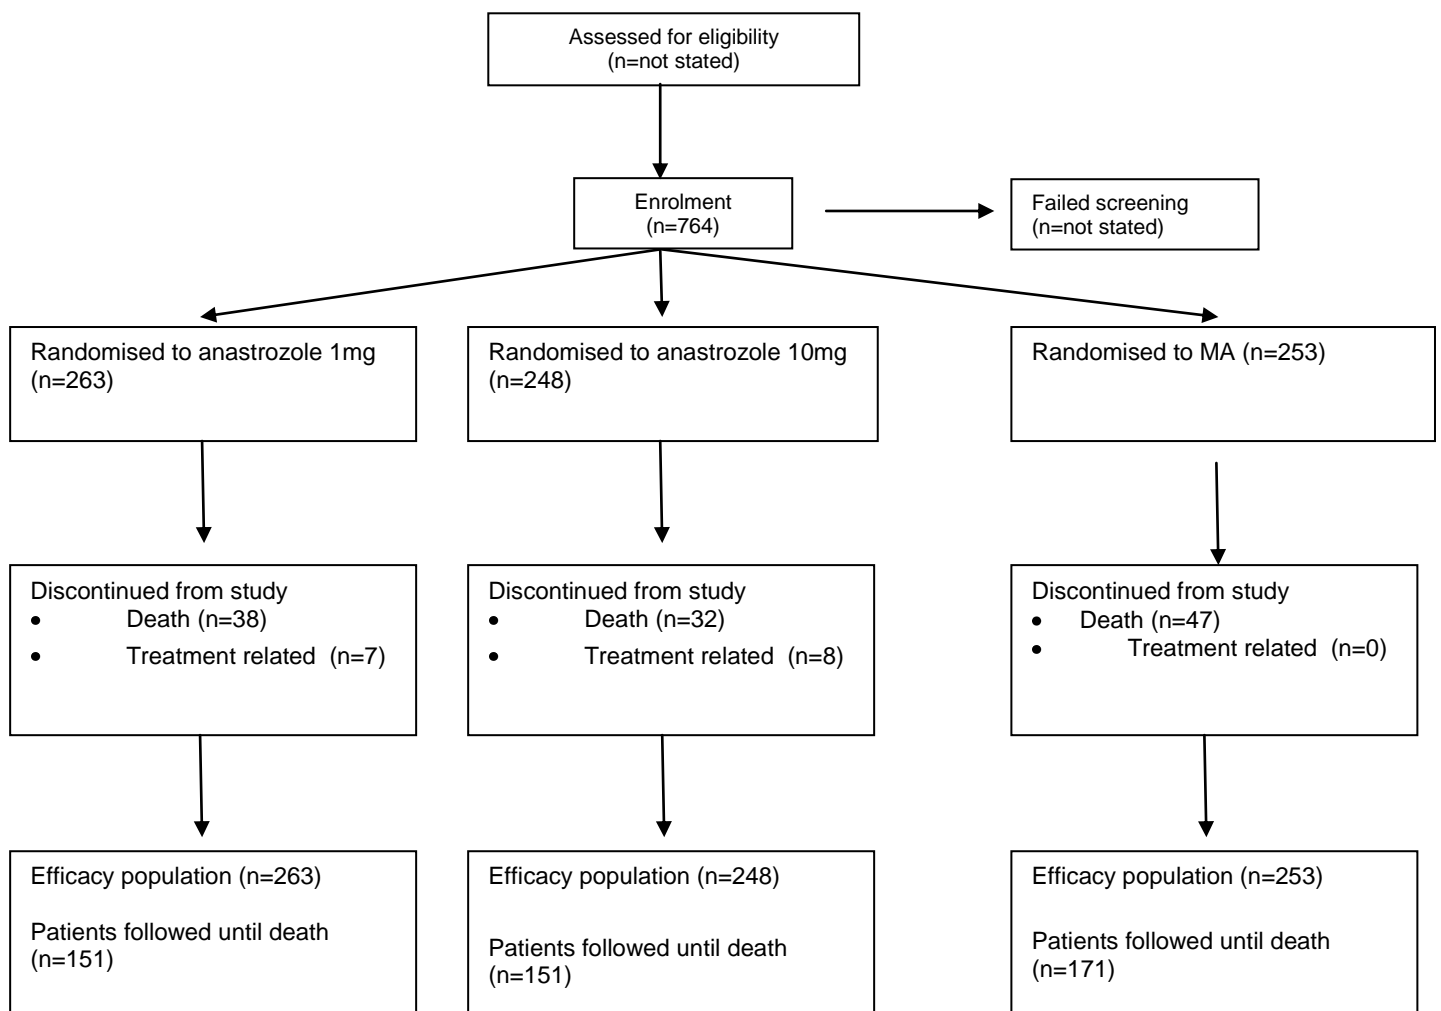 Assessed for eligibility
(n=not stated)
Enrolment
(n=764)
Failed screening
(n=not stated)
Randomised to anastrozole 1mg
(n=263)
Randomised to anastrozole 10mg
(n=248)
Randomised to MA (n=253)
Discontinued from study
• Death (n=38)
• Treatment related (n=7)
Discontinued from study
• Death (n=32)
• Treatment related (n=8)
Discontinued from study
• Death (n=47)
• Treatment related (n=0)
Efficacy population (n=263)
Patients followed until death
(n=151)
Efficacy population (n=248)
Patients followed until death
(n=151)
Efficacy population (n=253)
Patients followed until death
(n=171)